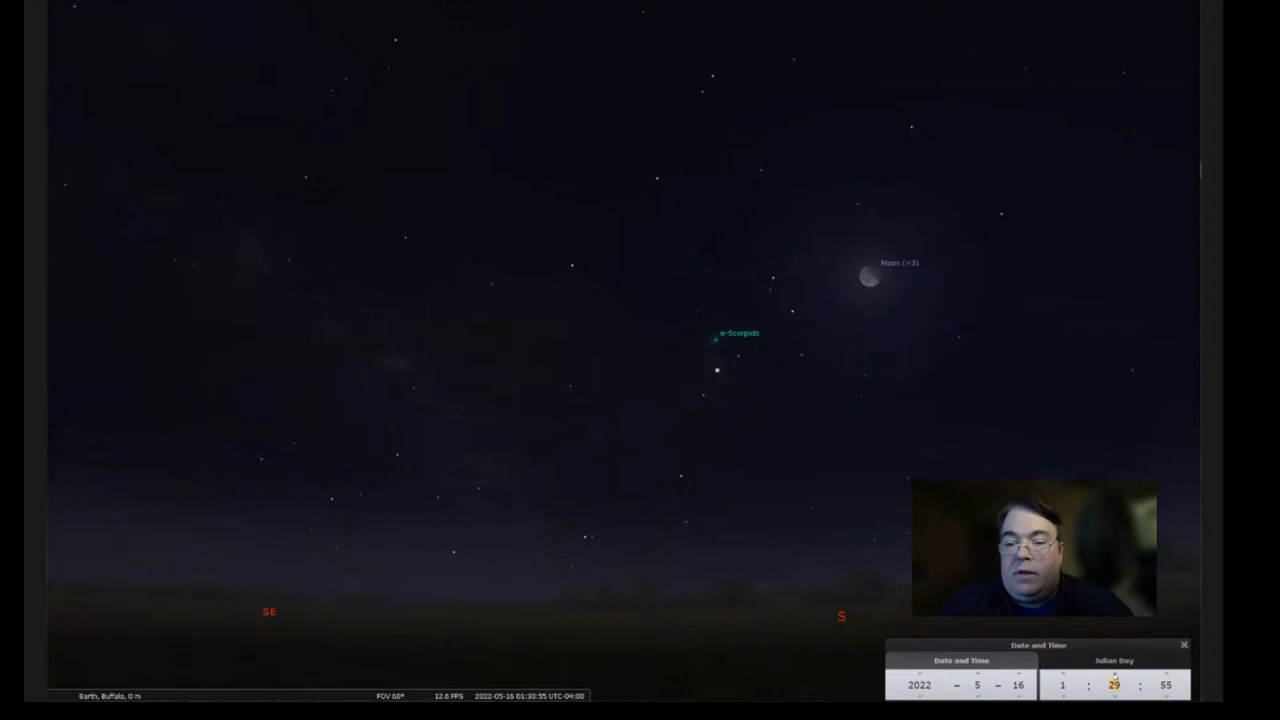 Moon (×3)
α-Scorpids
SE
S
Date and Time
Date and Time
Julian Day
2022 - 5 - 16
1 : 29 : 55
Earth, Buffalo, 0 m
FOV 60°
12.6 FPS
2022-05-16 01:30:55 UTC-04:00